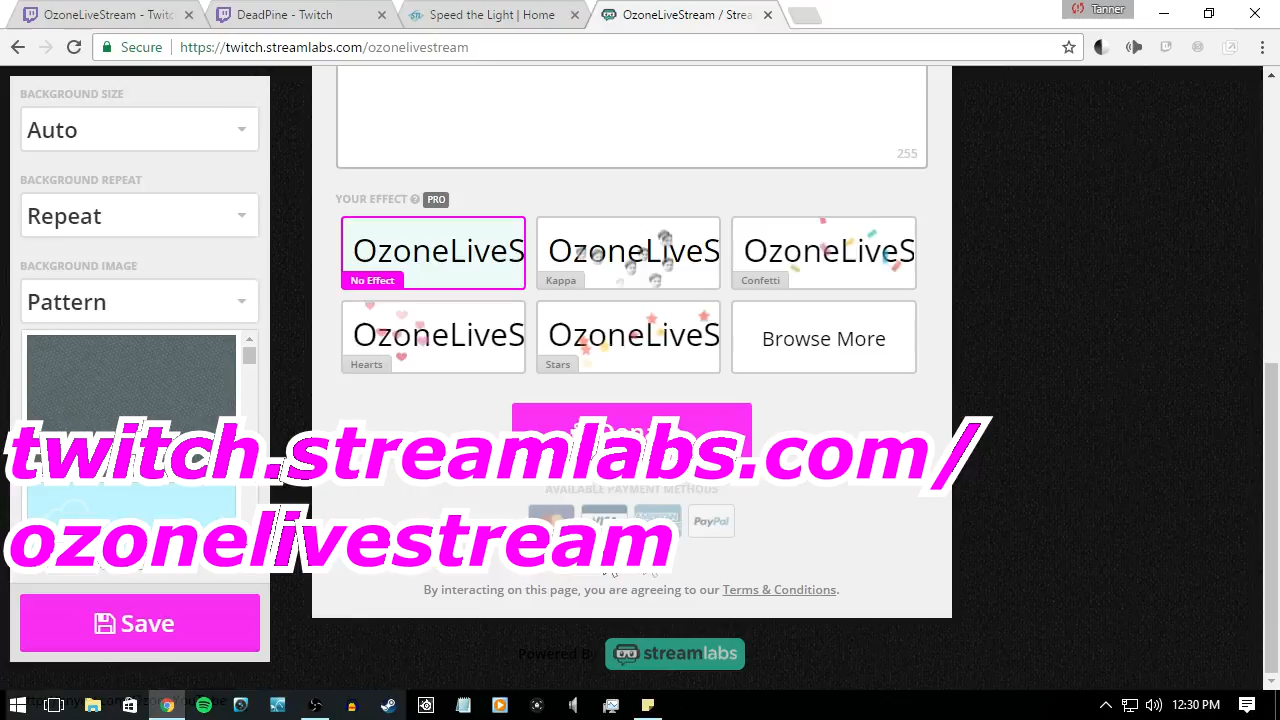 OzoneLiveStream - Twitc
DeadPine - Twitch
Speed the Light | Home
OzoneLiveStream / Strea
Tanner
Secure
https://twitch.streamlabs.com/ozonelivestream
BACKGROUND SIZE
Auto
BACKGROUND REPEAT
Repeat
BACKGROUND IMAGE
Pattern
Save
255
YOUR EFFECT
PRO
OzoneLiveS
No Effect
OzoneLiveS
Kappa
OzoneLiveS
Confetti
OzoneLiveS
Hearts
OzoneLiveS
Stars
Browse More
twitch.streamlabs.com/
ozonelivestream
AVAILABLE PAYMENT METHODS
VISA
PayPal
By interacting on this page, you are agreeing to our Terms & Conditions.
Powered By
streamlabs
12:30 PM